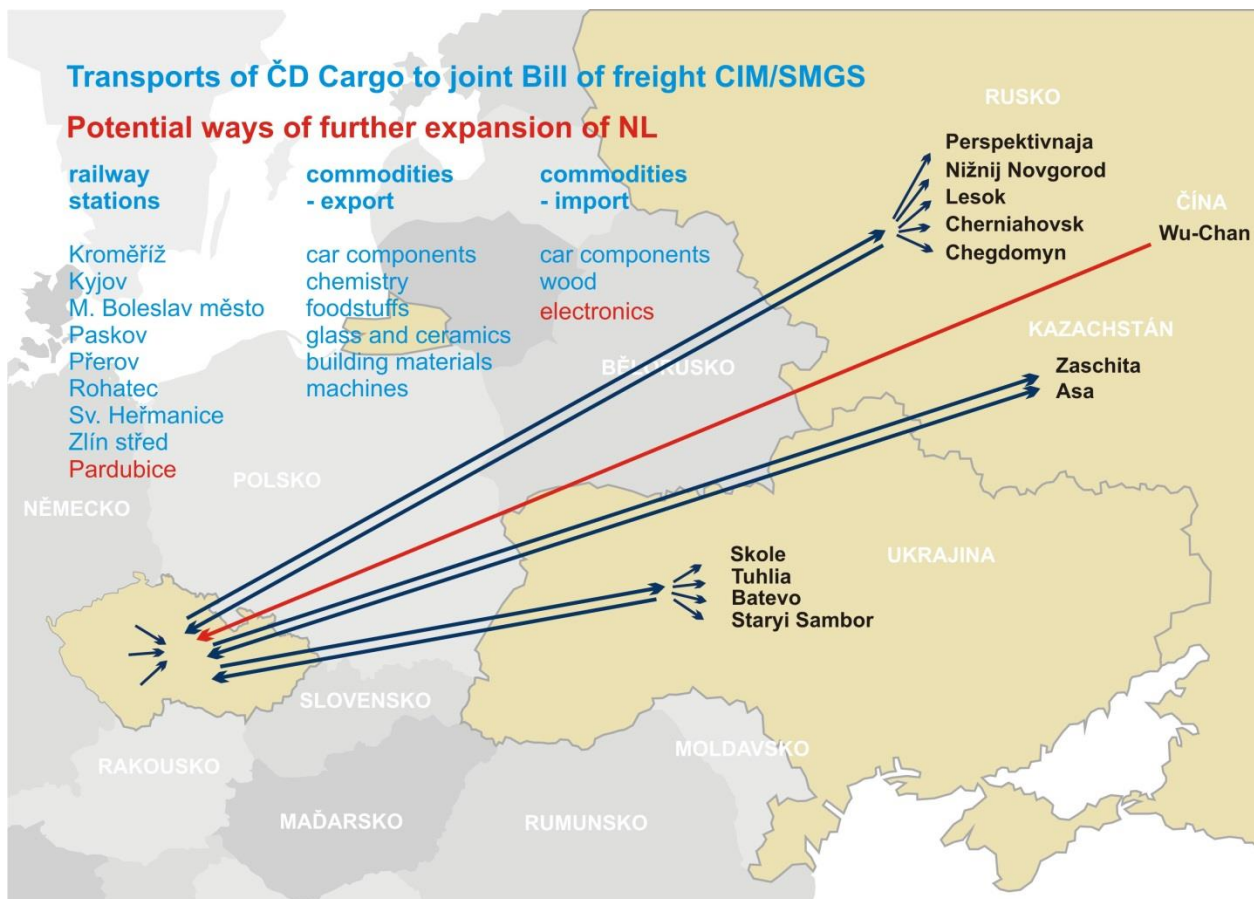 Transports of ČD Cargo to joint Bill of freight CIM/SMGS
Potential ways of further expansion of NL
railway
stations
Kroměříž
Kyjov
M. Boleslav město
Paskov
Přerov
Rohatec
Sv. Heřmanice
Zlín střed
Pardubice
commodities
- export
car components
chemistry
foodstuffs
glass and ceramics
building materials
machines
commodities
- import
car components
wood
electronics
RUSKO
Perspektivnaja
Nižnij Novgorod
Lesok
Cherniahovsk
Chegdomyn
ČÍNA
Wu-Chan
KAZACHSTÁN
Zaschita
Asa
BĚLORUSKO
POLSKO
NĚMECKO
UKRAJINA
Skole
Tuhlia
Batevo
Staryi Sambor
SLOVENSKO
MOLDAVSKO
RAKOUSKO
MAĎARSKO
RUMUNSKO